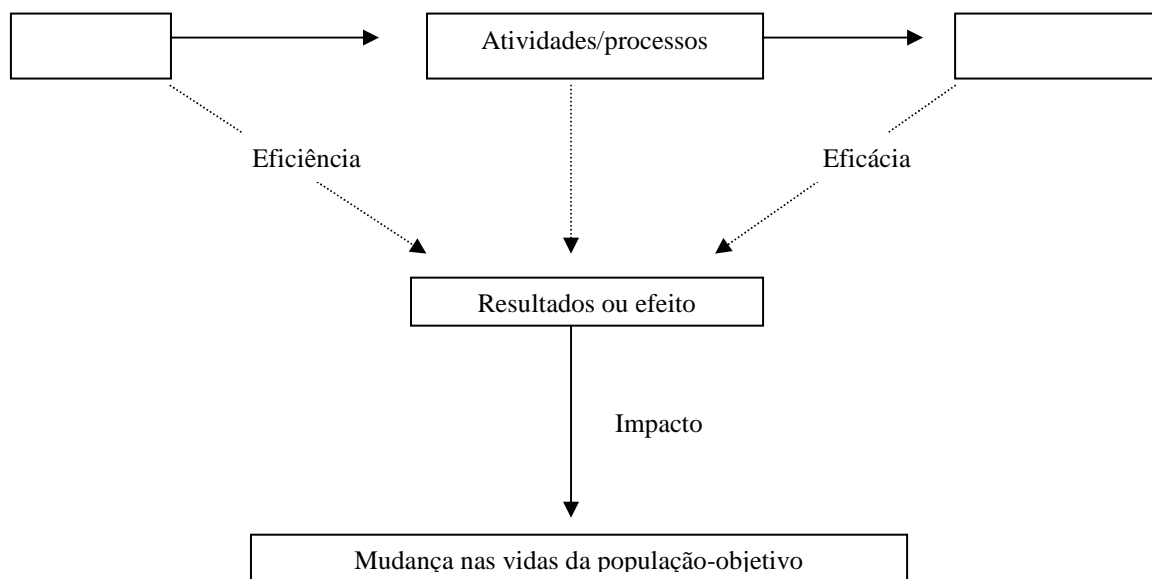 Atividades/processos
Eficiência
Eficácia
Resultados ou efeito
Impacto
Mudança nas vidas da população-objetivo